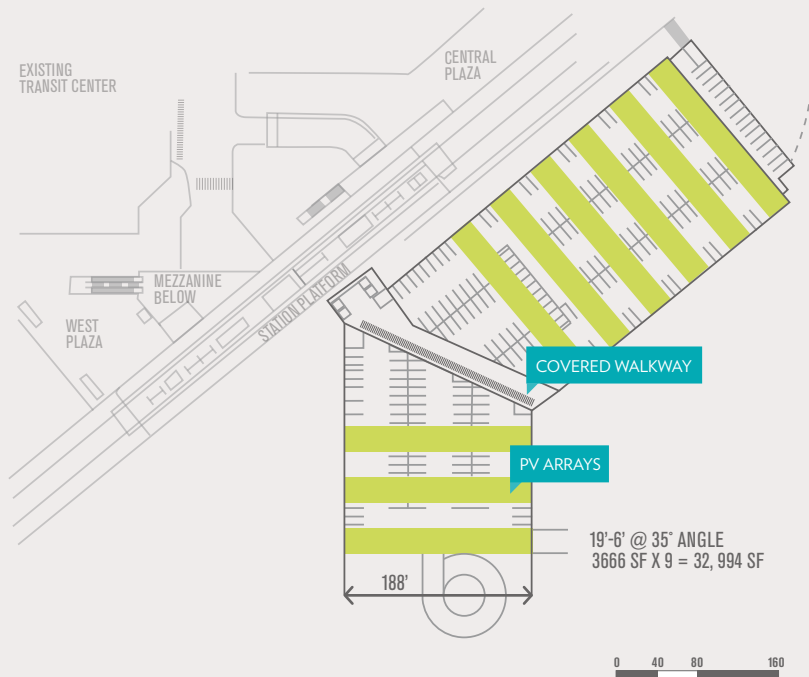 EXISTING
TRANSIT CENTER
CENTRAL
PLAZA
MEZZANINE
BELOW
WEST
PLAZA
STATION PLATFORM
COVERED WALKWAY
PV ARRAYS
19'-6' @ 35° ANGLE
3666 SF X 9 = 32, 994 SF
188'
0 40 80 160